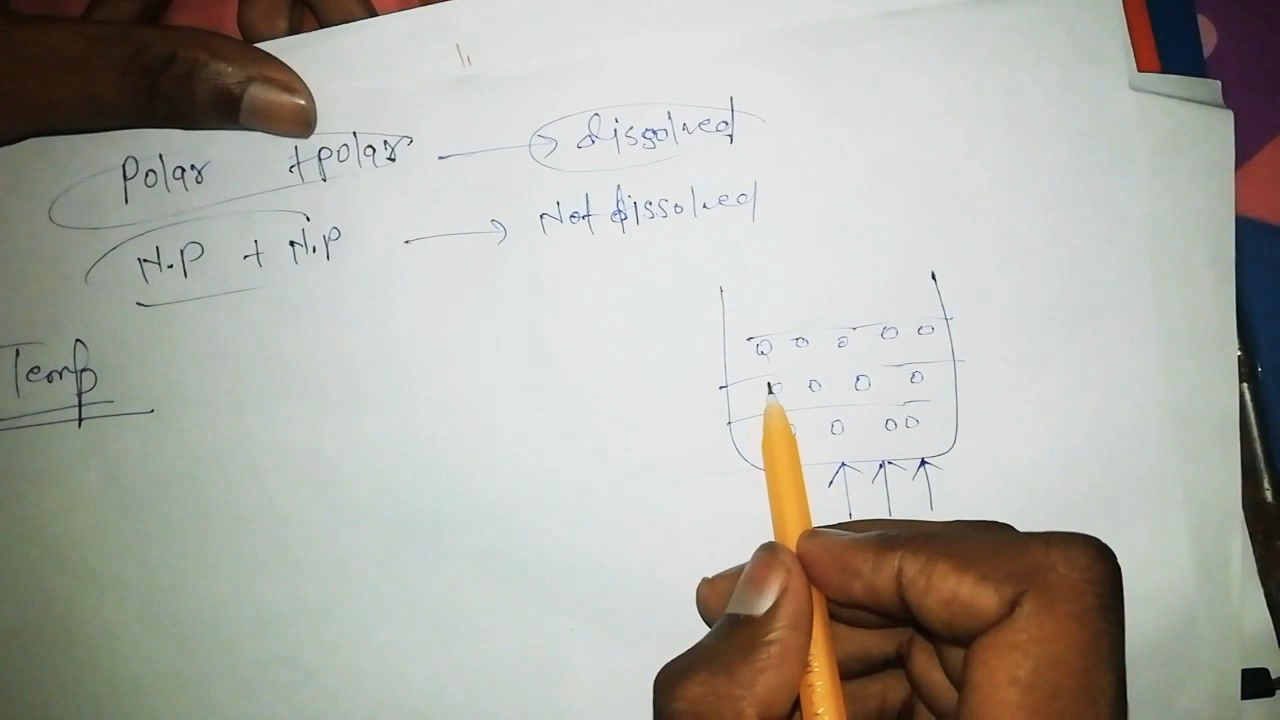 Polar + polar → dissolved
N.P + N.P → Not dissolved
Temp